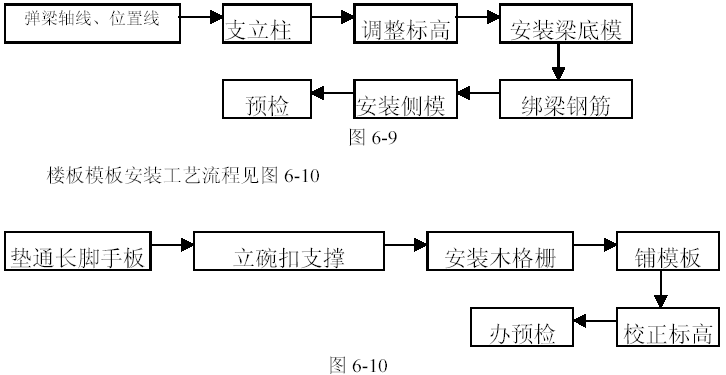 弹梁轴线、位置线
支立柱
调整标高
安装梁底模
预检
安装侧模
绑梁钢筋
图 6-9
楼板模板安装工艺流程见图 6-10
垫通长脚手板
立碗扣支撑
安装木格栅
铺模板
办预检
校正标高
图 6-10